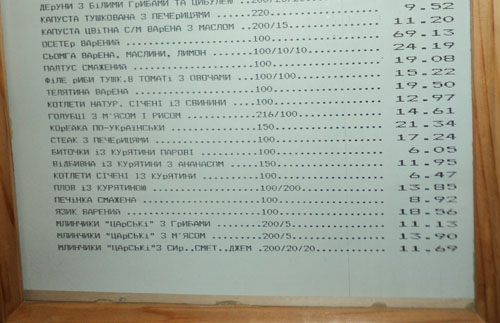 ДЕРУНИ З БІЛИМИ ГРИБАМИ ТА ЦИБУЛЕЮ
КАПУСТА ТУШКОВАНА З ПЕЧЕРИЦЯМИ ....220.................... 9.52
КАПУСТА ЦВІТНА С/М ВАРЕНА З МАСЛОМ ..200/15................ 11.20
ОСЕТЕР ВАРЕНИЙ ....................100.................... 69.13
СЬОМГА ВАРЕНА, МАСЛИНИ, ЛИМОН ......100/10/10.............. 24.19
ПАЛТУС СМАЖЕНИЙ ...................100.................... 19.08
ФІЛЕ РИБИ ТУШК.В ТОМАТІ З ОВОЧАМИ ..100/100................ 15.22
ТЕЛЯТИНА ВАРЕНА ...................100.................... 19.50
КОТЛЕТИ НАТУР. СІЧЕНІ ІЗ СВИНИНИ ...100.................... 12.97
ГОЛУБЦІ З М'ЯСОМ І РИСОМ ..........216/100................ 14.61
КОРЕЙКА ПО-УКРАЇНСЬКИ .............150.................... 21.34
СТЕАК З ПЕЧЕРИЦЯМИ ................100.................... 17.24
БИТОЧКИ ІЗ КУРЯТИНИ ПАРОВІ ........100.................... 6.05
ВІДБИВНА ІЗ КУРЯТИНИ З АНАНАСОМ ....150.................... 11.95
КОТЛЕТИ СІЧЕНІ ІЗ КУРЯТИНИ ........100.................... 6.47
ПЛОВ ІЗ КУРЯТИНОЮ .................100/200................ 13.85
ПЕЧІНКА СМАЖЕНА ...................100.................... 8.92
ЯЗИК ВАРЕНИЙ ......................100.................... 18.56
МЛИНЧИКИ "ЦАРСЬКІ" З ГРИБАМИ ......200/5.................. 11.13
МЛИНЧИКИ "ЦАРСЬКІ" З М'ЯСОМ .......200/5.................. 13.90
МЛИНЧИКИ "ЦАРСЬКІ"З СИР.,СМЕТ.,ДЖЕМ .200/20/20.............. 11.69